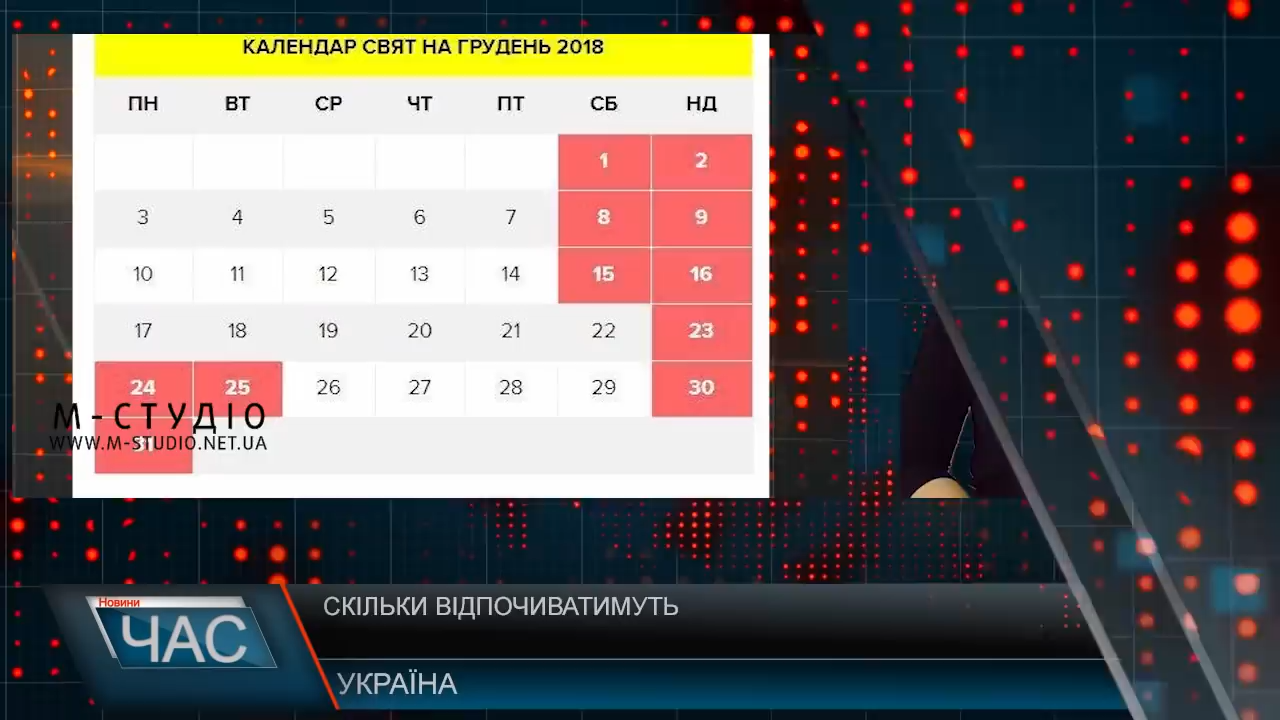 КАЛЕНДАР СВЯТ НА ГРУДЕНЬ 2018
ПН ВТ СР ЧТ ПТ СБ НД
1 2
3 4 5 6 7 8 9
10 11 12 13 14 15 16
17 18 19 20 21 22 23
24 25 26 27 28 29 30
31
М-СТУДІО
WWW.M-STUDIO.NET.UA
Новини
ЧАС
СКІЛЬКИ ВІДПОЧИВАТИМУТЬ
УКРАЇНА